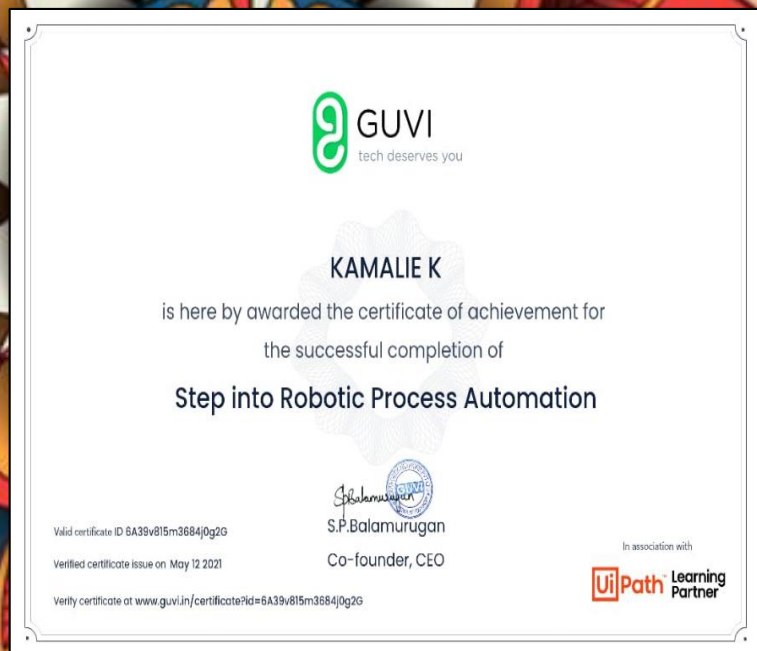 GUVI
tech deserves you
KAMALIE K
is here by awarded the certificate of achievement for
the successful completion of
Step into Robotic Process Automation
S.P.Balamurugan
Co-founder, CEO
Valid certificate ID 6A39v815m3684j0g2G
Verified certificate issue on May 12 2021
Verify certificate at www.guvi.in/certificate?id=6A39v815m3684j0g2G
In association with
UiPath Learning
Partner